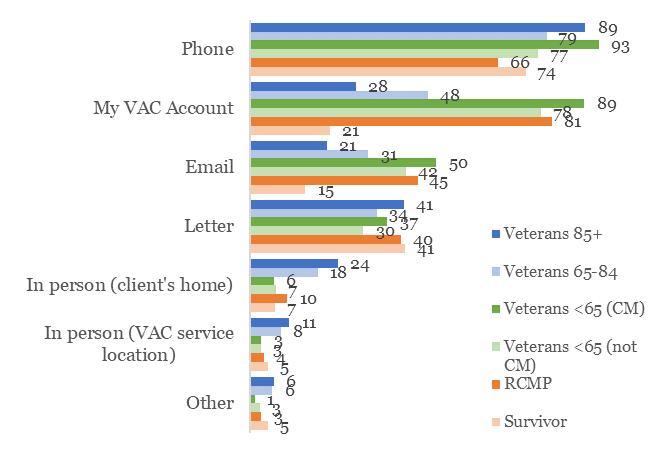 Phone
89
79
93
77
66
74
My VAC Account
28
48
89
78
81
21
Email
21
31
50
42
45
15
Letter
41
34
37
30
40
41
In person (client's home)
24
18
6
7
10
7
In person (VAC service
location)
11
8
3
3
4
5
Other
6
6
1
3
3
5
Veterans 85+
Veterans 65-84
Veterans <65 (CM)
Veterans <65 (not
CM)
RCMP
Survivor